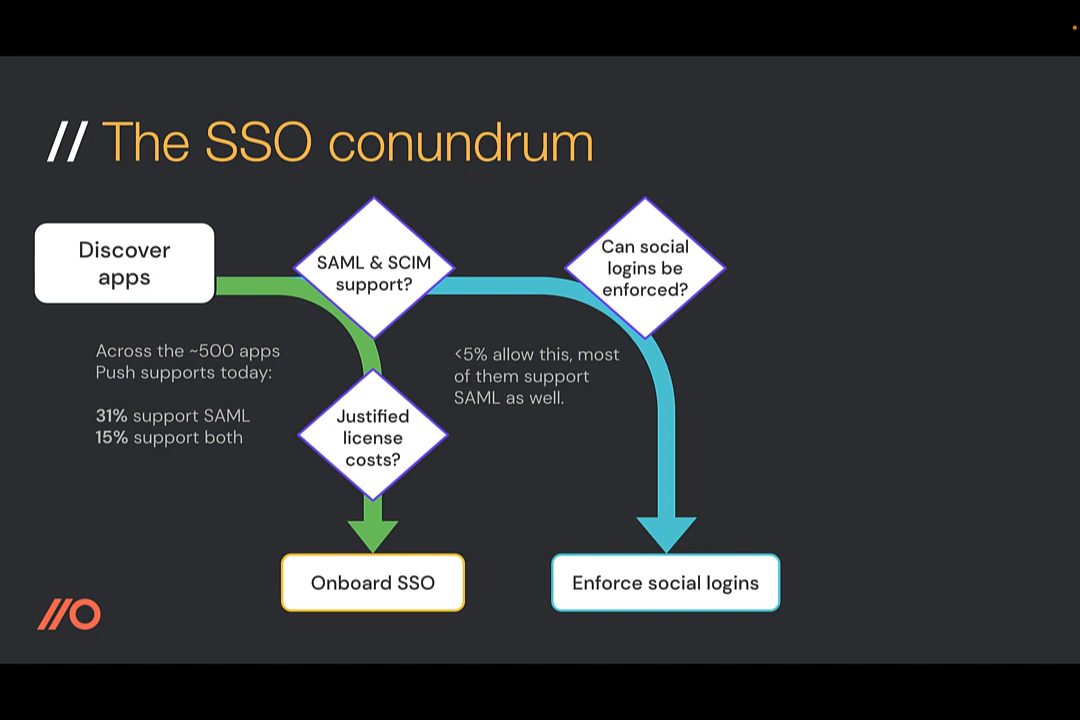 // The SSO conundrum
Discover
apps
SAML & SCIM
support?
Can social
logins be
enforced?
Across the ~500 apps
Push supports today:
31% support SAML
15% support both
<5% allow this, most
of them support
SAML as well.
Justified
license
costs?
Onboard SSO
Enforce social logins